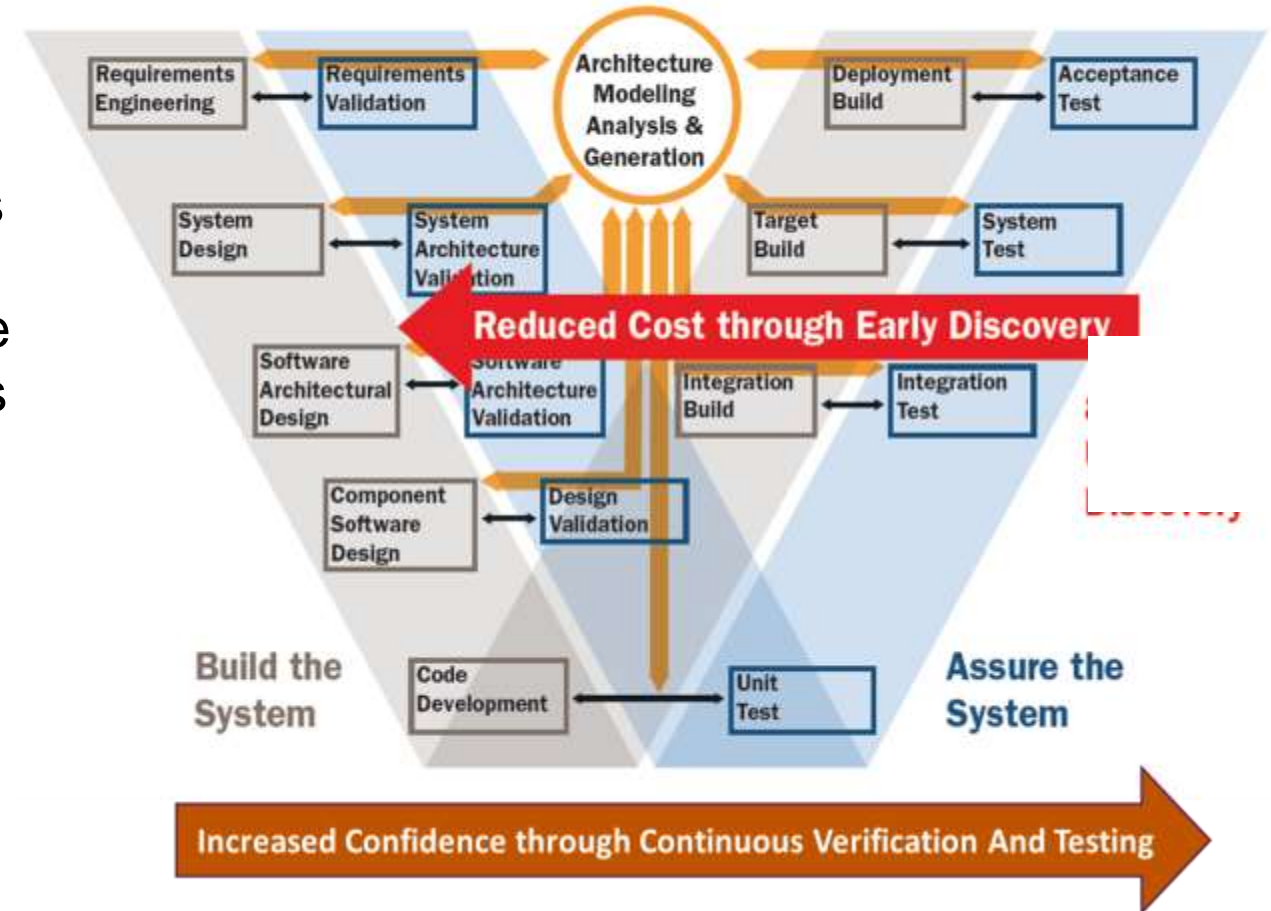 Architecture
Modeling
Analysis &
Generation
Requirements
Engineering
Requirements
Validation
Deployment
Build
Acceptance
Test
System
Design
System
Architecture
Validation
Target
Build
System
Test
Reduced Cost through Early Discovery
Software
Architectural
Design
Software
Architecture
Validation
Integration
Build
Integration
Test
Component
Software
Design
Design
Validation
Build the
System
Code
Development
Unit
Test
Assure the
System
Increased Confidence through Continuous Verification And Testing